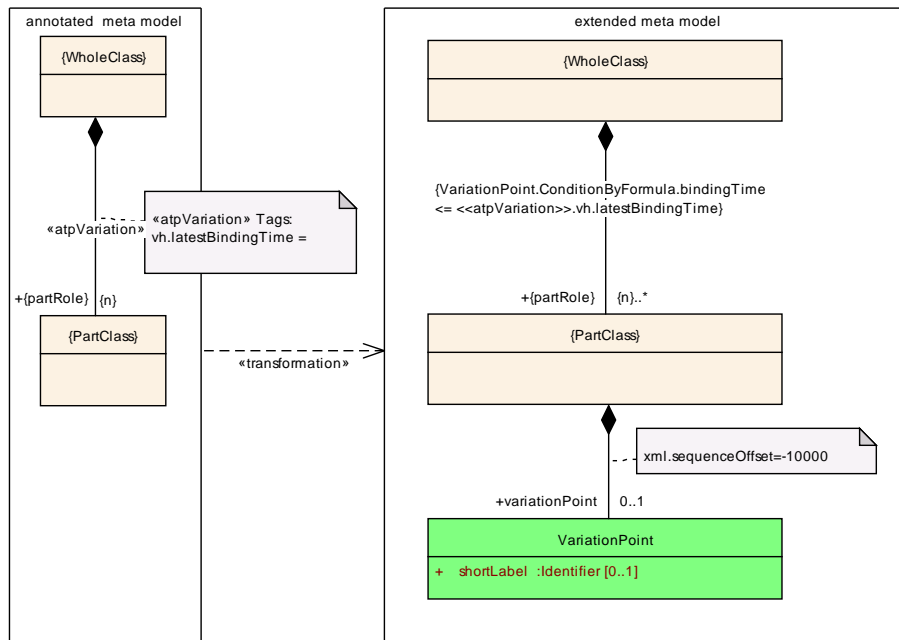 annotated meta model
{WholeClass}
«atpVariation»
«atpVariation» Tags:
vh.latestBindingTime =
+{partRole} {n}
{PartClass}
«transformation»
extended meta model
{WholeClass}
{VariationPoint.ConditionByFormula.bindingTime
<= <<atpVariation>>.vh.latestBindingTime}
+{partRole} {n}..*
{PartClass}
xml.sequenceOffset=-10000
+variationPoint 0..1
VariationPoint
+ shortLabel :Identifier [0..1]